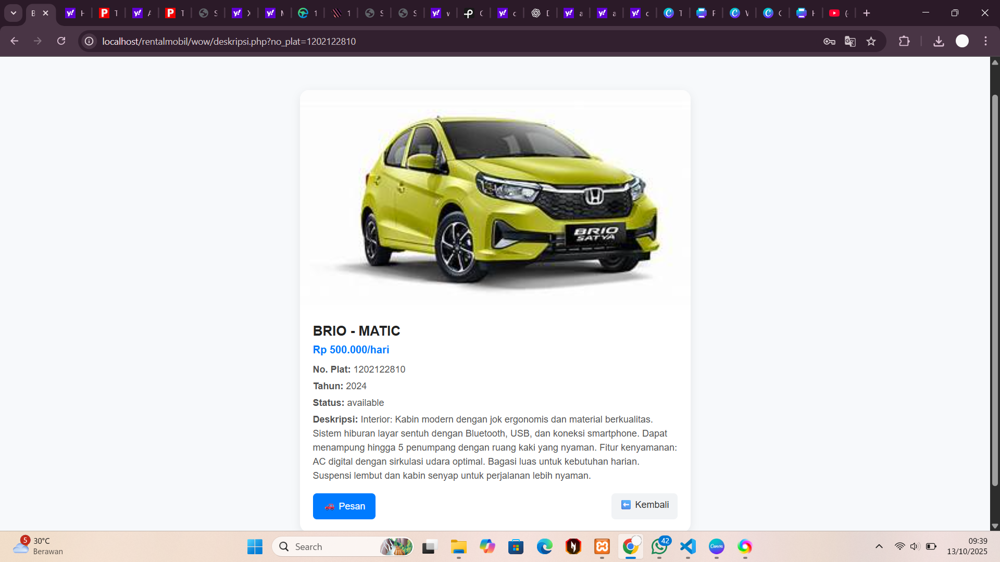 localhost/rentalmobil/wow/deskripsi.php?no_plat=1202122810
BRIO
SATYA
BRIO - MATIC
Rp 500.000/hari
No. Plat: 1202122810
Tahun: 2024
Status: available
Deskripsi: Interior: Kabin modern dengan jok ergonomis dan material berkualitas.
Sistem hiburan layar sentuh dengan Bluetooth, USB, dan koneksi smartphone. Dapat
menampung hingga 5 penumpang dengan ruang kaki yang nyaman. Fitur kenyamanan:
AC digital dengan sirkulasi udara optimal. Bagasi luas untuk kebutuhan harian.
Suspensi lembut dan kabin senyap untuk perjalanan lebih nyaman.
Pesan
Kembali
5
30°C
Berawan
Search
Canva
42
09:39
13/10/2025